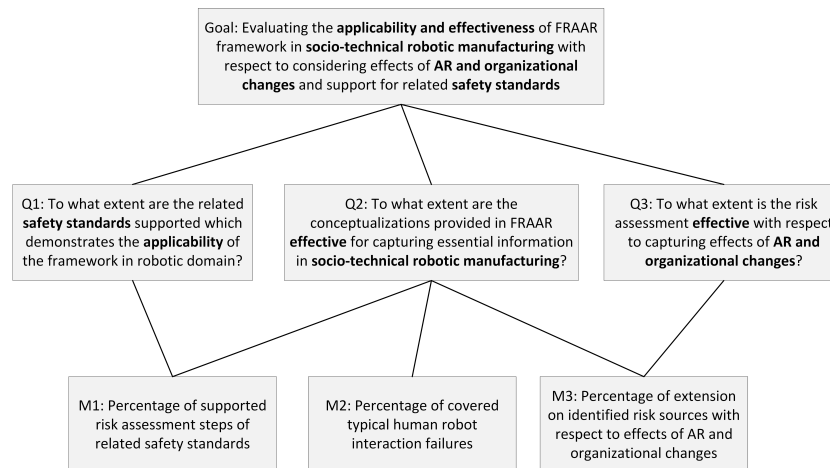 Goal: Evaluating the applicability and effectiveness of FRAAR
framework in socio-technical robotic manufacturing with
respect to considering effects of AR and organizational
changes and support for related safety standards
Q1: To what extent are the related
safety standards supported which
demonstrates the applicability of
the framework in robotic domain?
Q2: To what extent are the
conceptualizations provided in FRAAR
effective for capturing essential information
in socio-technical robotic manufacturing?
Q3: To what extent is the risk
assessment effective with respect
to capturing effects of AR and
organizational changes?
M1: Percentage of supported
risk assessment steps of
related safety standards
M2: Percentage of covered
typical human robot
interaction failures
M3: Percentage of extension
on identified risk sources with
respect to effects of AR and
organizational changes